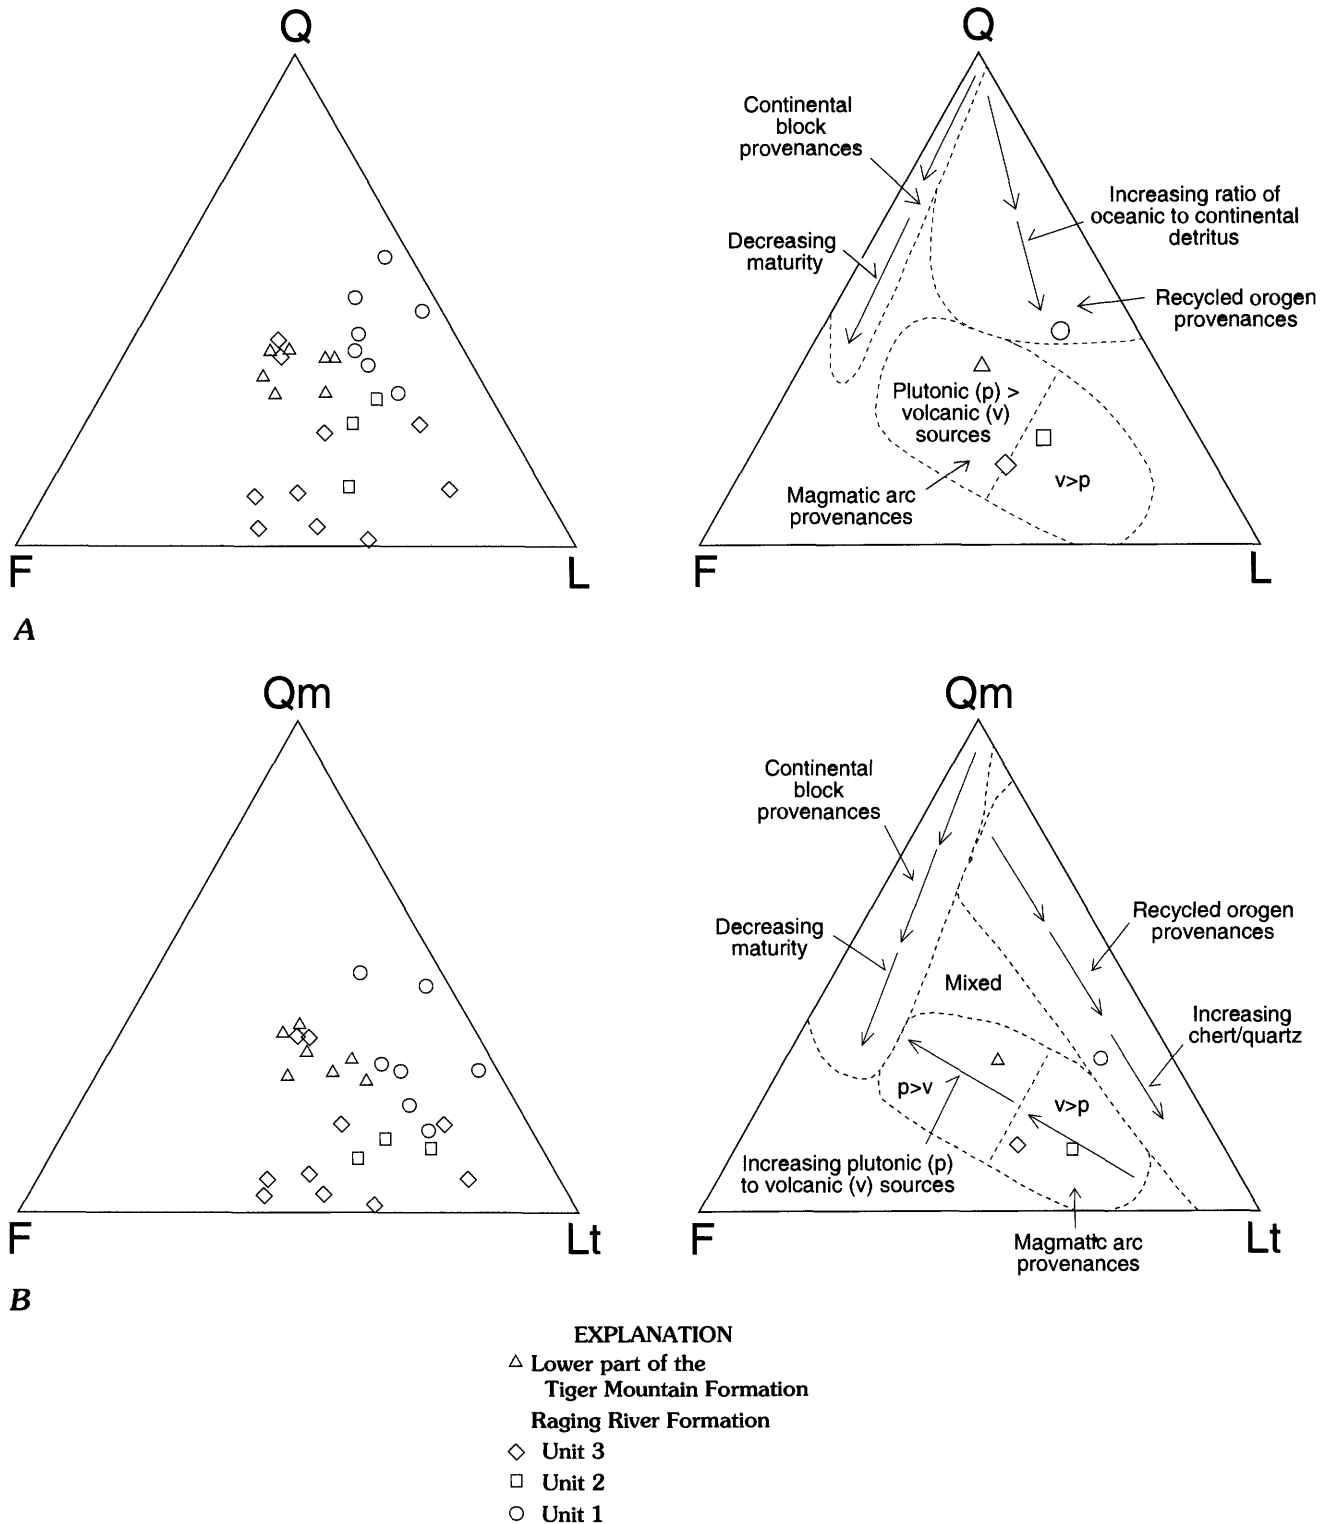 Q
F
L
Q
Continental
block
provenances
Decreasing
maturity
Increasing ratio of
oceanic to continental
detritus
Recycled orogen
provenances
Plutonic (p) >
volcanic (v)
sources
v>p
Magmatic arc
provenances
F
L
A
Qm
F
Lt
Qm
Continental
block
provenances
Decreasing
maturity
Recycled orogen
provenances
Mixed
Increasing
chert/quartz
p>v
v>p
Increasing plutonic (p)
to volcanic (v) sources
Magmatic arc
provenances
F
Lt
B
EXPLANATION
Lower part of the
Tiger Mountain Formation
Raging River Formation
Unit 3
Unit 2
Unit 1